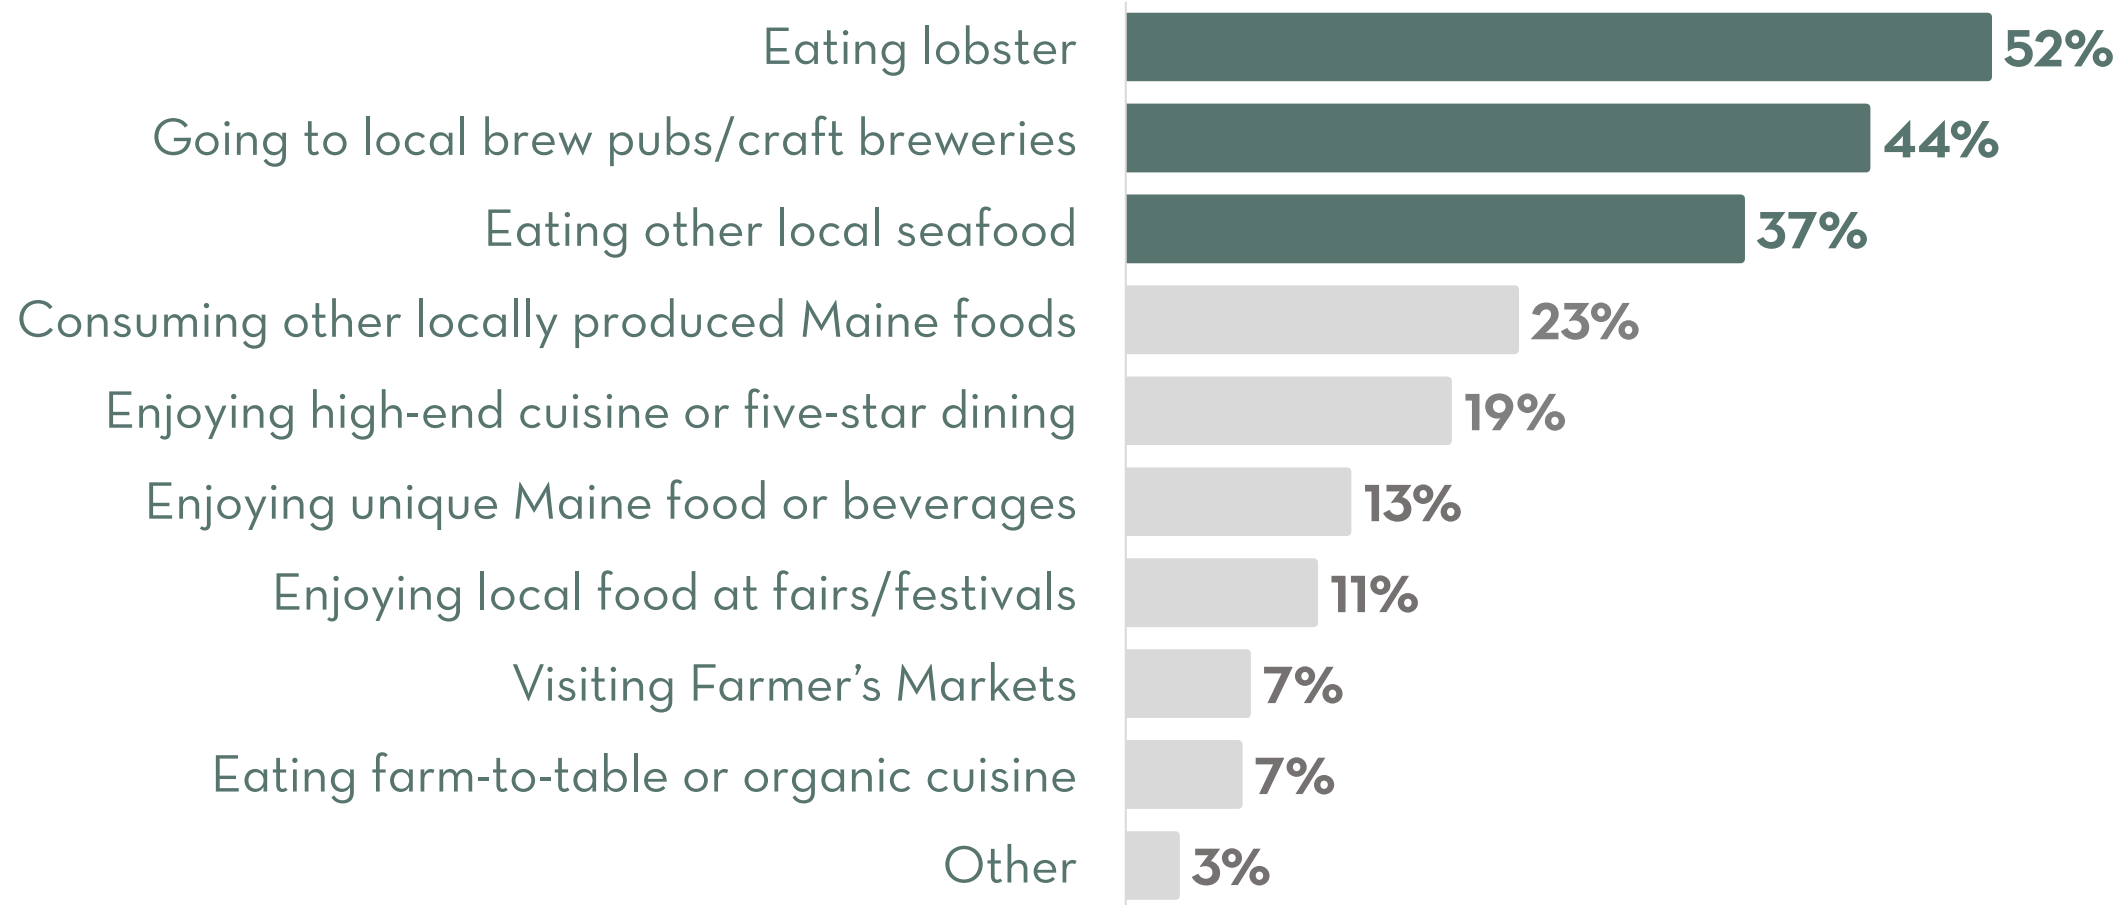 Eating lobster 52%
Going to local brew pubs/craft breweries 44%
Eating other local seafood 37%
Consuming other locally produced Maine foods 23%
Enjoying high-end cuisine or five-star dining 19%
Enjoying unique Maine food or beverages 13%
Enjoying local food at fairs/festivals 11%
Visiting Farmer’s Markets 7%
Eating farm-to-table or organic cuisine 7%
Other 3%